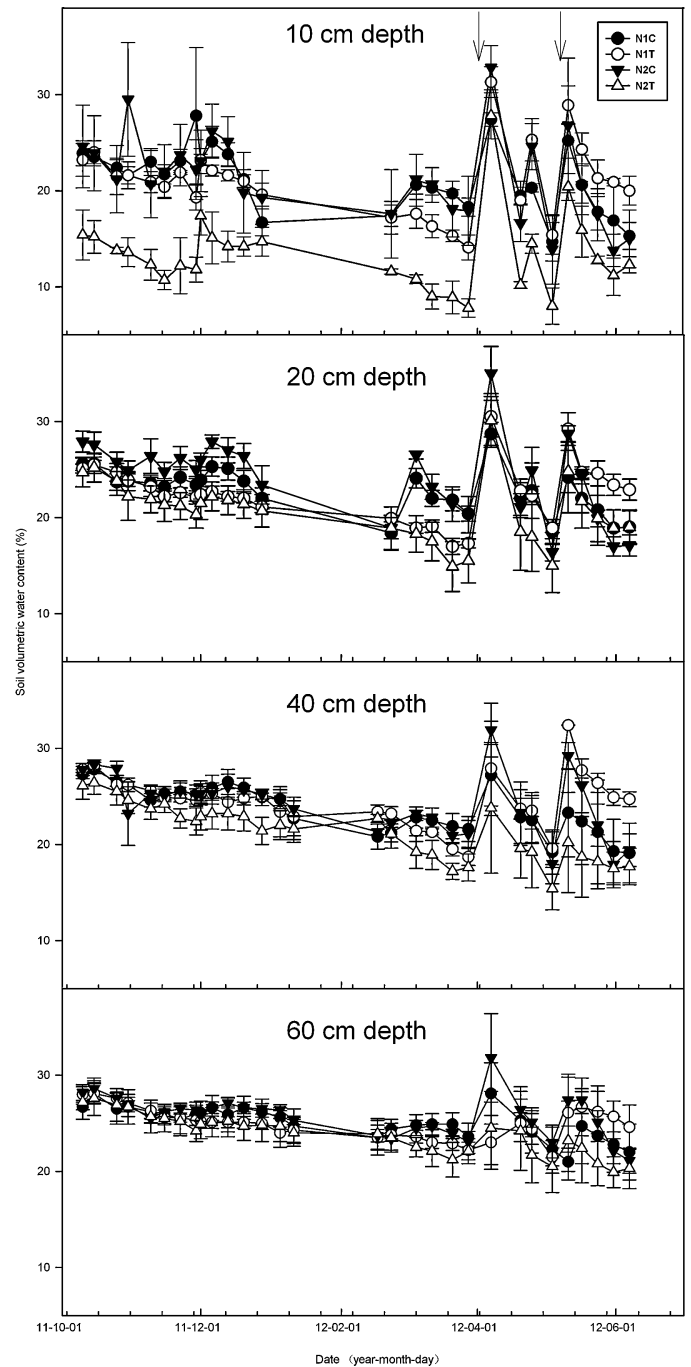 10 cm depth
N1C
N1T
N2C
N2T
30
20
10
20 cm depth
30
20
10
Soil volumetric water content (%)
40 cm depth
30
20
10
60 cm depth
30
20
10
11-10-01 11-12-01 12-02-01 12-04-01 12-06-01
Date （year-month-day）